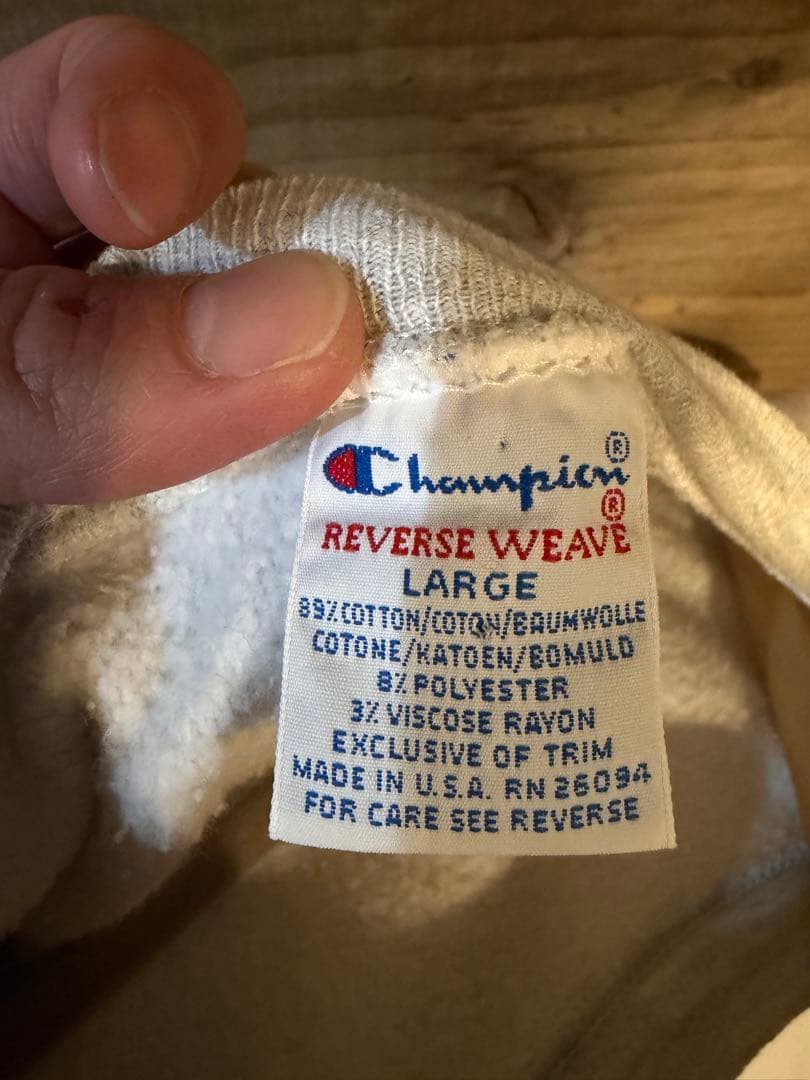 Champion®
REVERSE WEAVE®
LARGE
89% COTTON/COTON/BAUMWOLLE
COTONE/KATOEN/BOMULD
8% POLYESTER
3% VISCOSE RAYON
EXCLUSIVE OF TRIM
MADE IN U.S.A. RN 26094
FOR CARE SEE REVERSE